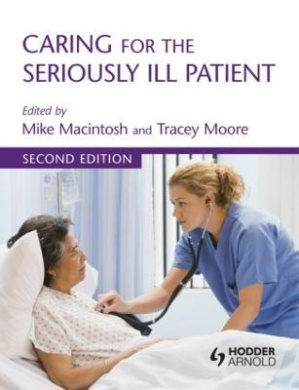 CARING FOR THE
SERIOUSLY ILL PATIENT
Edited by
Mike Macintosh and Tracey Moore
SECOND EDITION
HODDER
ARNOLD